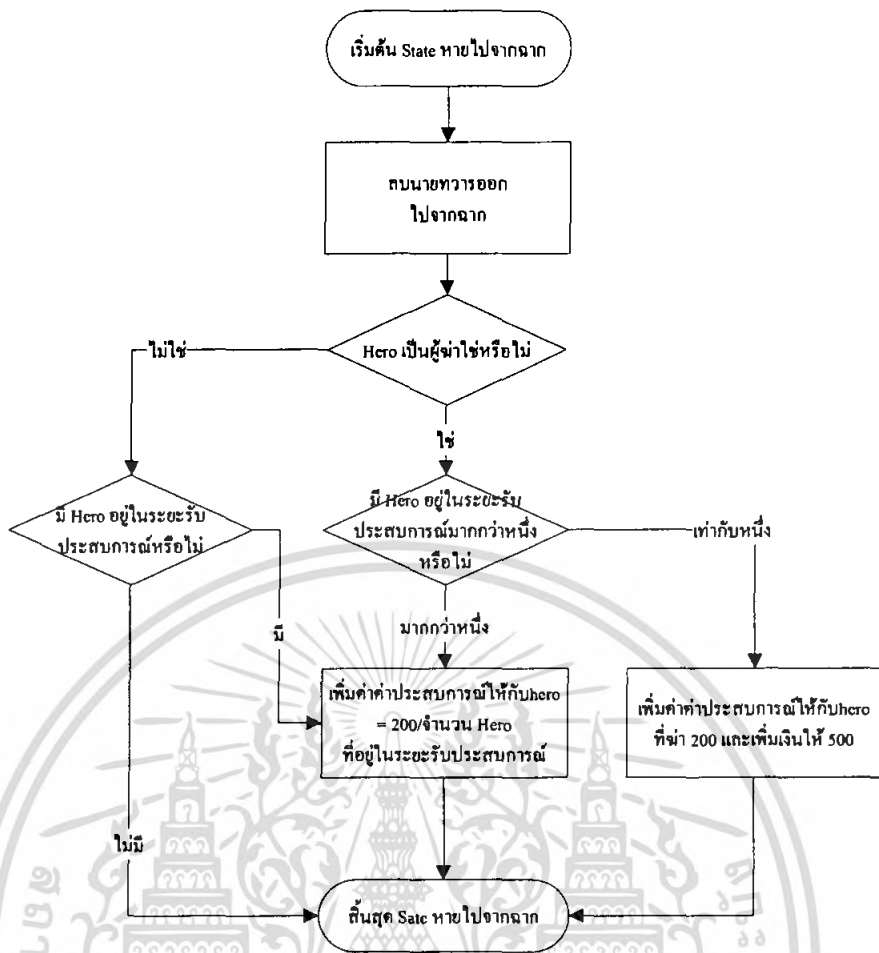 เริ่มต้น State หายไปจากฉาก
ลบนายทวารออก
ไปจากฉาก
Hero เป็นผู้ฆ่าใช่หรือไม่
ไม่ใช่
ใช่
มี Hero อยู่ในระยะรับ
ประสบการณ์หรือไม่
มี Hero อยู่ในระยะรับ
ประสบการณ์มากกว่าหนึ่ง
หรือไม่
เท่ากับหนึ่ง
มี
มากกว่าหนึ่ง
เพิ่มค่าค่าประสบการณ์ให้กับhero
= 200/จำนวน Hero
ที่อยู่ในระยะรับประสบการณ์
เพิ่มค่าค่าประสบการณ์ให้กับhero
ที่ฆ่า 200 และเพิ่มเงินให้ 500
ไม่มี
สิ้นสุด Sate หายไปจากฉาก